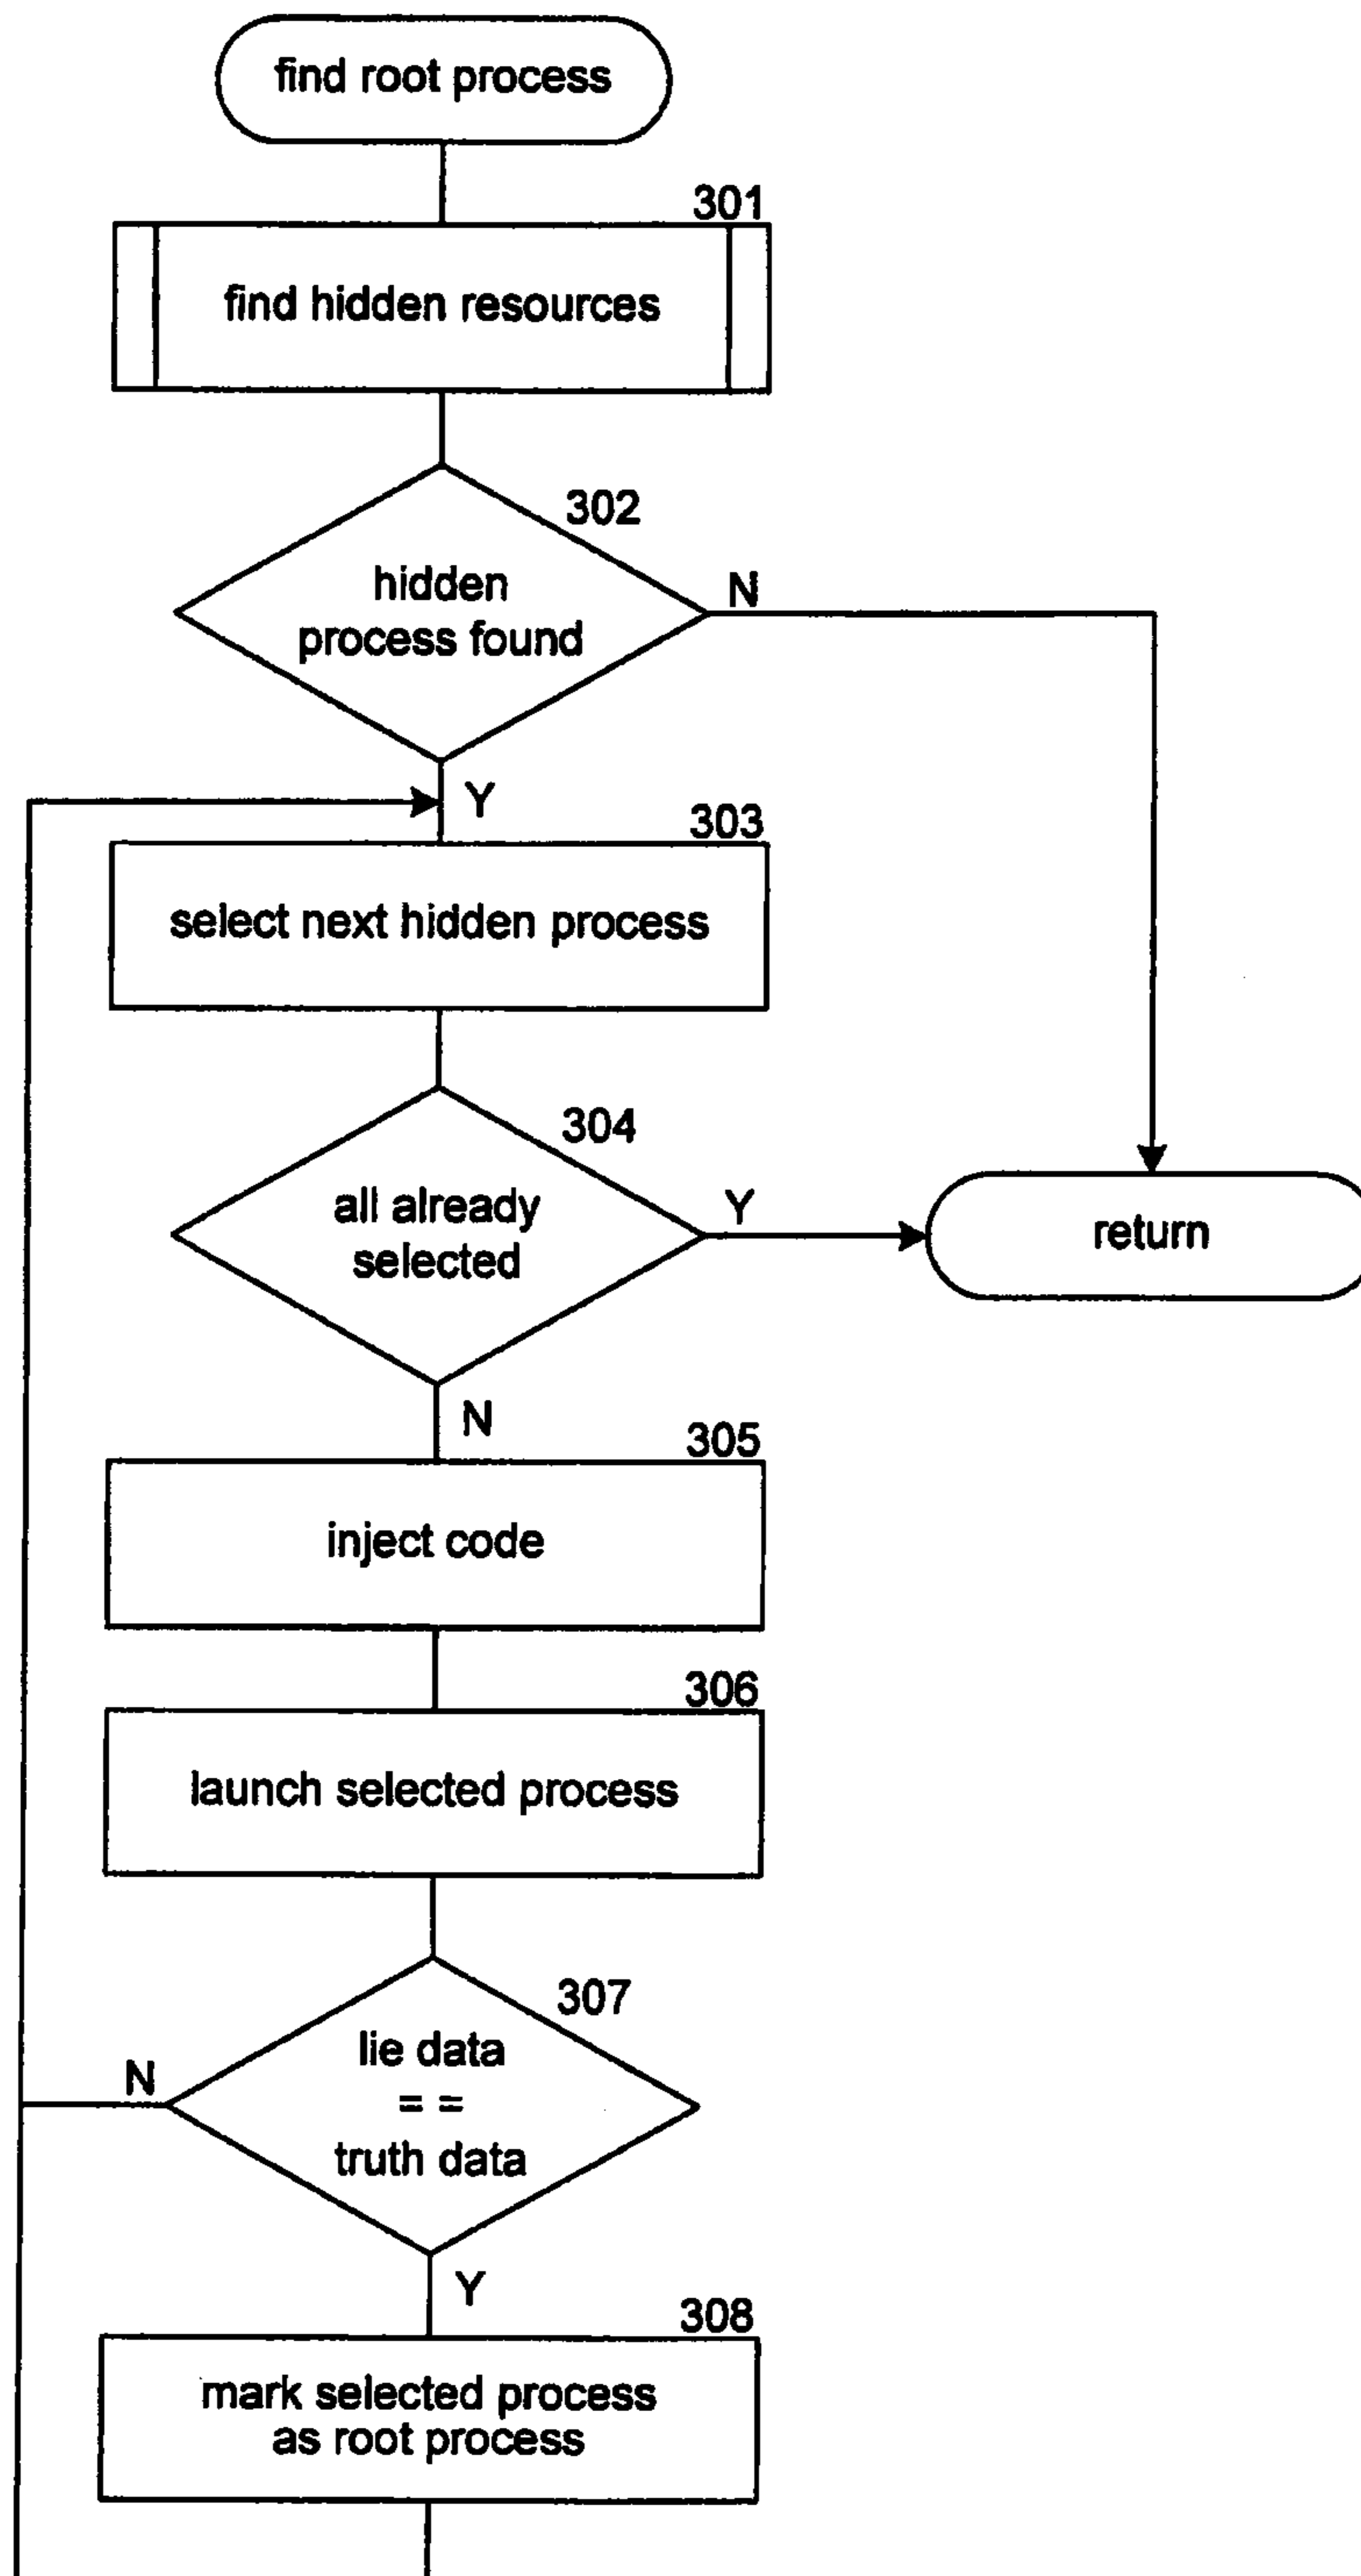 find root process
301
find hidden resources
302
hidden
process found
N
Y
303
select next hidden process
304
all already
selected
Y
return
N
305
inject code
306
launch selected process
307
lie data
= =
truth data
N
Y
308
mark selected process
as root process